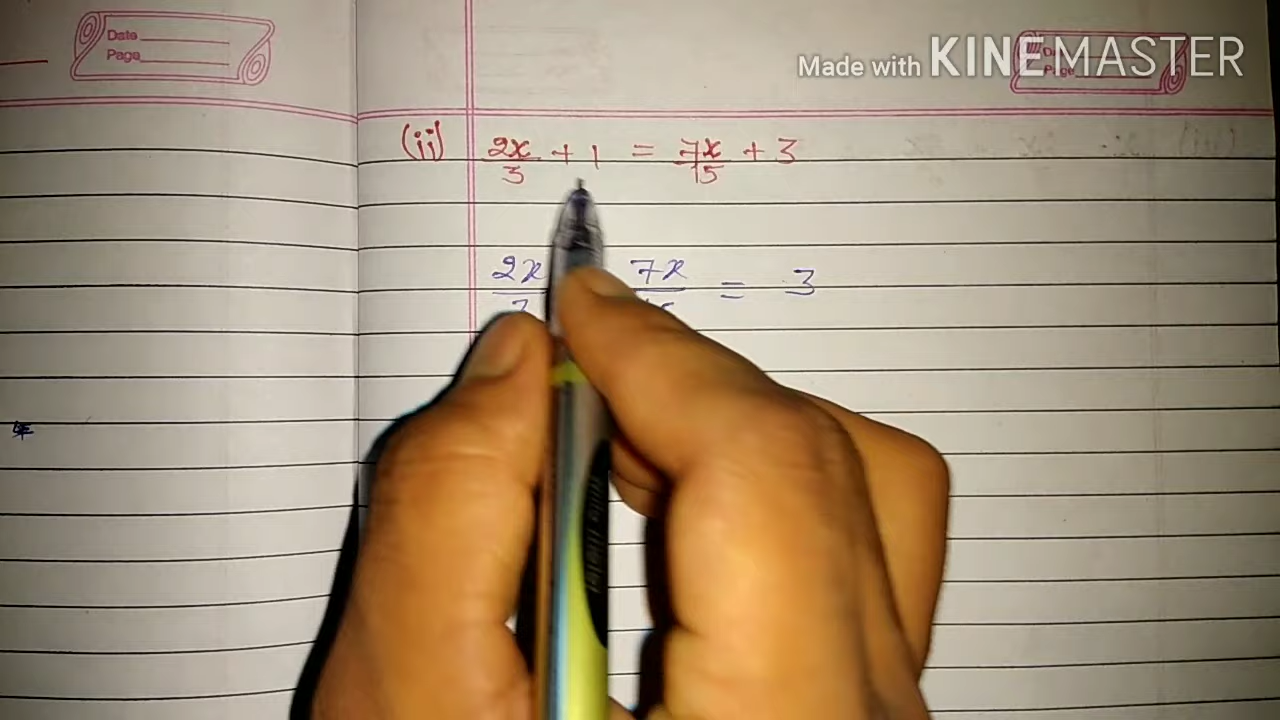 Date
Page
Made with KINEMASTER
(ii) 2x/3 + 1 = 7x/15 + 3
2x 7x = 3